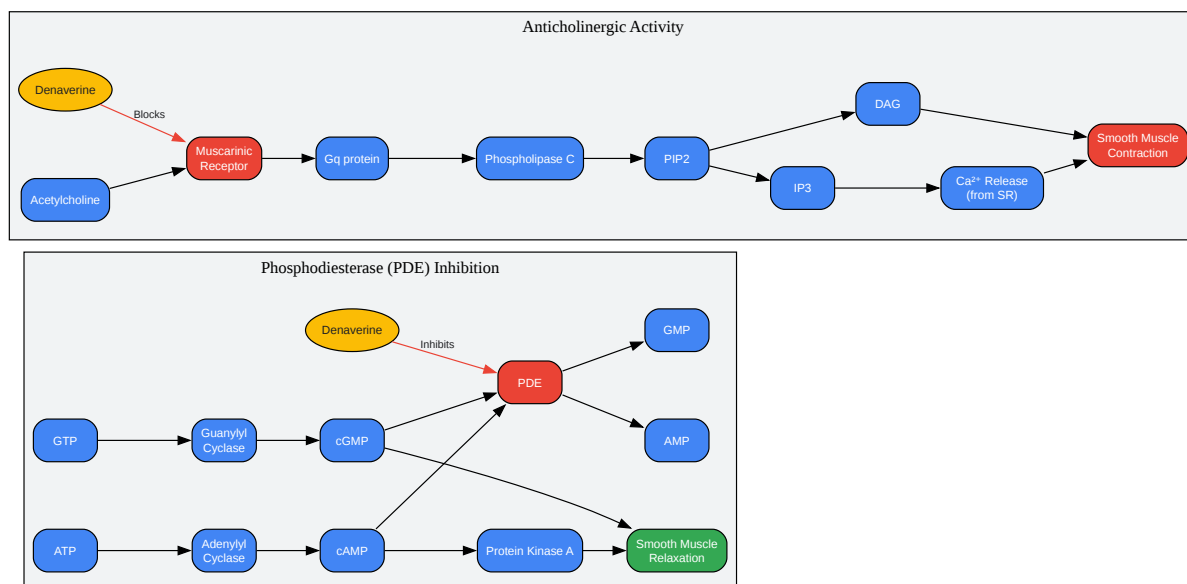 Anticholinergic Activity
Denaverine
Blocks
Muscarinic
Receptor
Acetylcholine
Gq protein
Phospholipase C
PIP2
DAG
IP3
Ca²⁺ Release
(from SR)
Smooth Muscle
Contraction
Phosphodiesterase (PDE) Inhibition
Denaverine
Inhibits
PDE
GMP
AMP
GTP
Guanylyl
Cyclase
cGMP
ATP
Adenylyl
Cyclase
cAMP
Protein Kinase A
Smooth Muscle
Relaxation